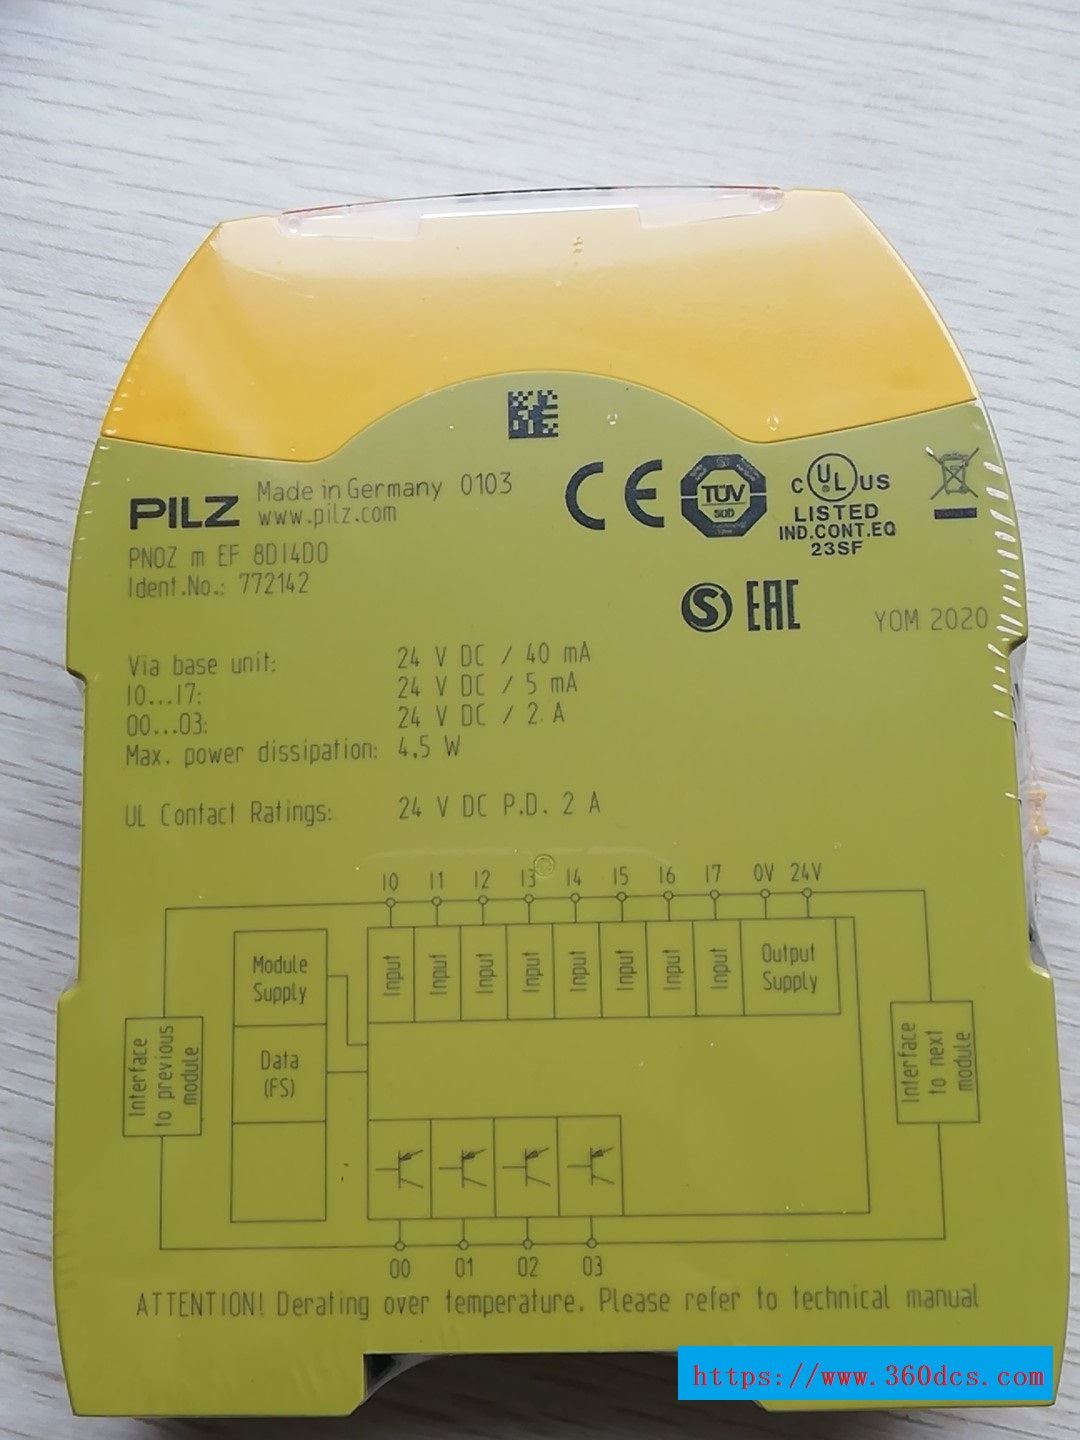 PILZ Made in Germany 0103
www.pilz.com
PNOZ m EF 8DI4DO
Ident.No.: 772142
CE
TÜV
SÜD
C UL US
LISTED
IND.CONT.EQ
23SF
S EAC
YOM 2020
Via base unit: 24 V DC / 40 mA
I0...I7: 24 V DC / 5 mA
O0...O3: 24 V DC / 2 A
Max. power dissipation: 4,5 W
UL Contact Ratings: 24 V DC P.D. 2 A
I0 I1 I2 I3 I4 I5 I6 I7 0V 24V
Module Supply
Input Input Input Input Input Input Input Input
Output Supply
Data (FS)
Interface to previous module
Interface to next module
O0 O1 O2 O3
ATTENTION! Derating over temperature. Please refer to technical manual
https://www.360dcs.com